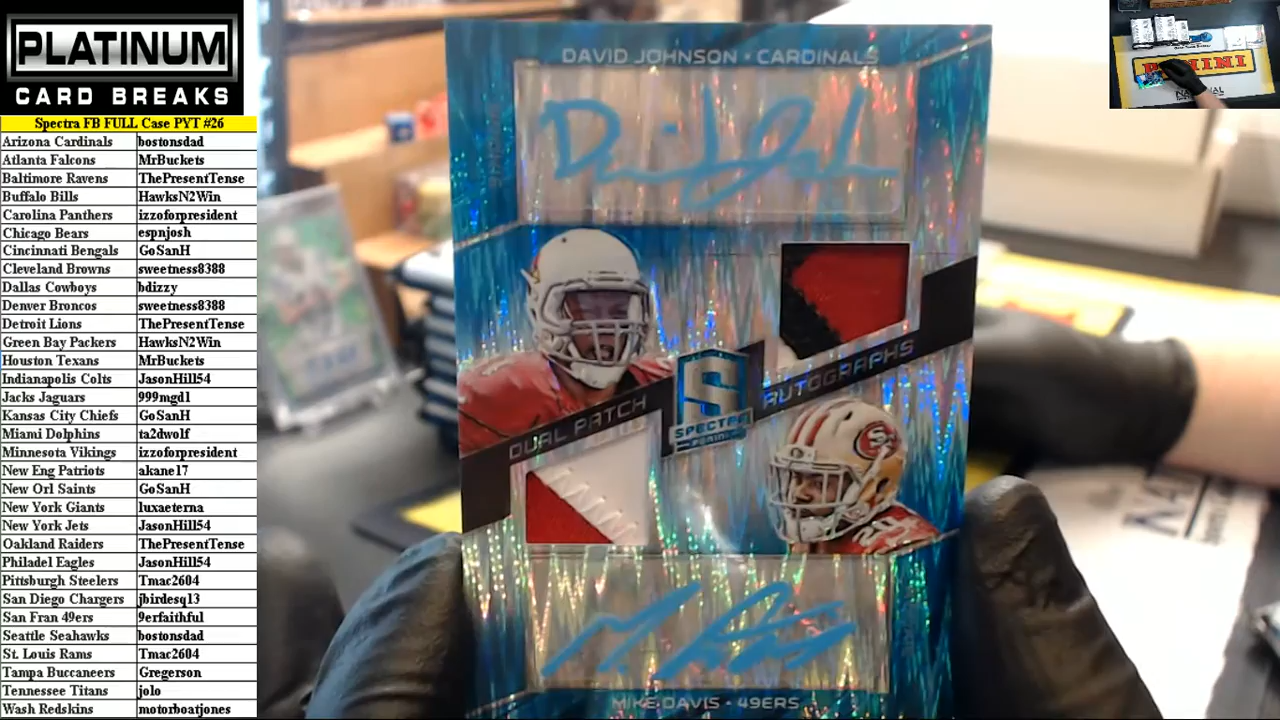 PLATINUM
CARD BREAKS
Spectra FB FULL Case PYT #26
Arizona Cardinals bostonsdad
Atlanta Falcons MrBuckets
Baltimore Ravens ThePresentTense
Buffalo Bills HawksN2Win
Carolina Panthers izzoforpresident
Chicago Bears espnjosh
Cincinnati Bengals GoSanH
Cleveland Browns sweetness8388
Dallas Cowboys bdizzy
Denver Broncos sweetness8388
Detroit Lions ThePresentTense
Green Bay Packers HawksN2Win
Houston Texans MrBuckets
Indianapolis Colts JasonHill54
Jacks Jaguars 999mgd1
Kansas City Chiefs GoSanH
Miami Dolphins ta2dwolf
Minnesota Vikings izzoforpresident
New Eng Patriots akane17
New Orl Saints GoSanH
New York Giants luxaeterna
New York Jets JasonHill54
Oakland Raiders ThePresentTense
Philadel Eagles JasonHill54
Pittsburgh Steelers Tmac2604
San Diego Chargers jbirdesq13
San Fran 49ers 9erfaithful
Seattle Seahawks bostonsdad
St. Louis Rams Tmac2604
Tampa Buccaneers Gregerson
Tennessee Titans jolo
Wash Redskins motorboatjones
DAVID JOHNSON • CARDINALS
DUAL PATCH
AUTOGRAPHS
S
SPECTRA
PANINI
SF
MIKE DAVIS • 49ERS
PANINI